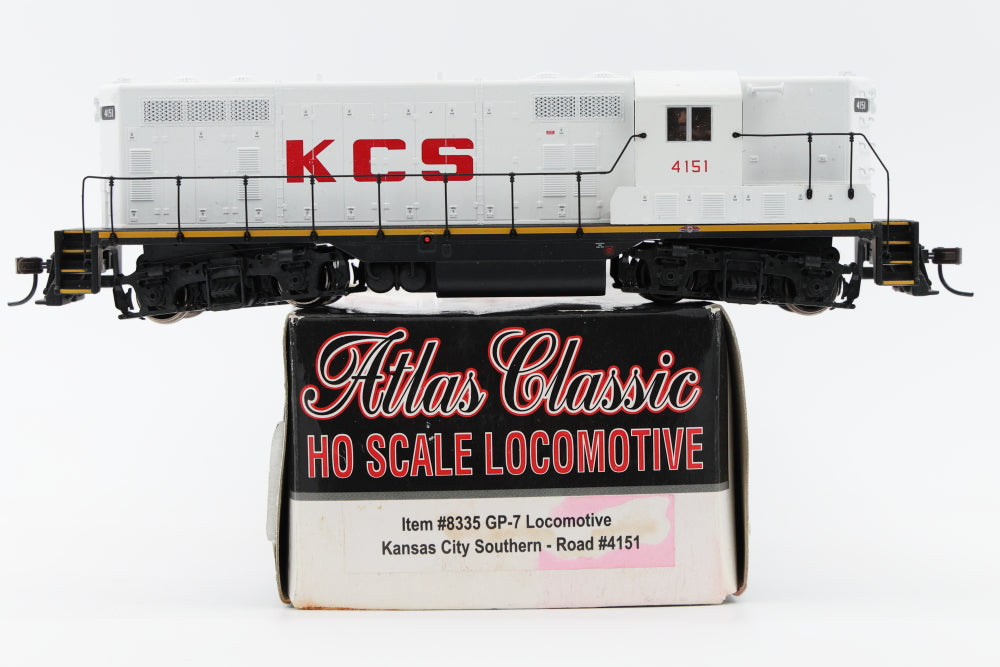 4151
4151
KCS
4151
Atlas Classic
HO SCALE LOCOMOTIVE
Item #8335 GP-7 Locomotive
Kansas City Southern - Road #4151